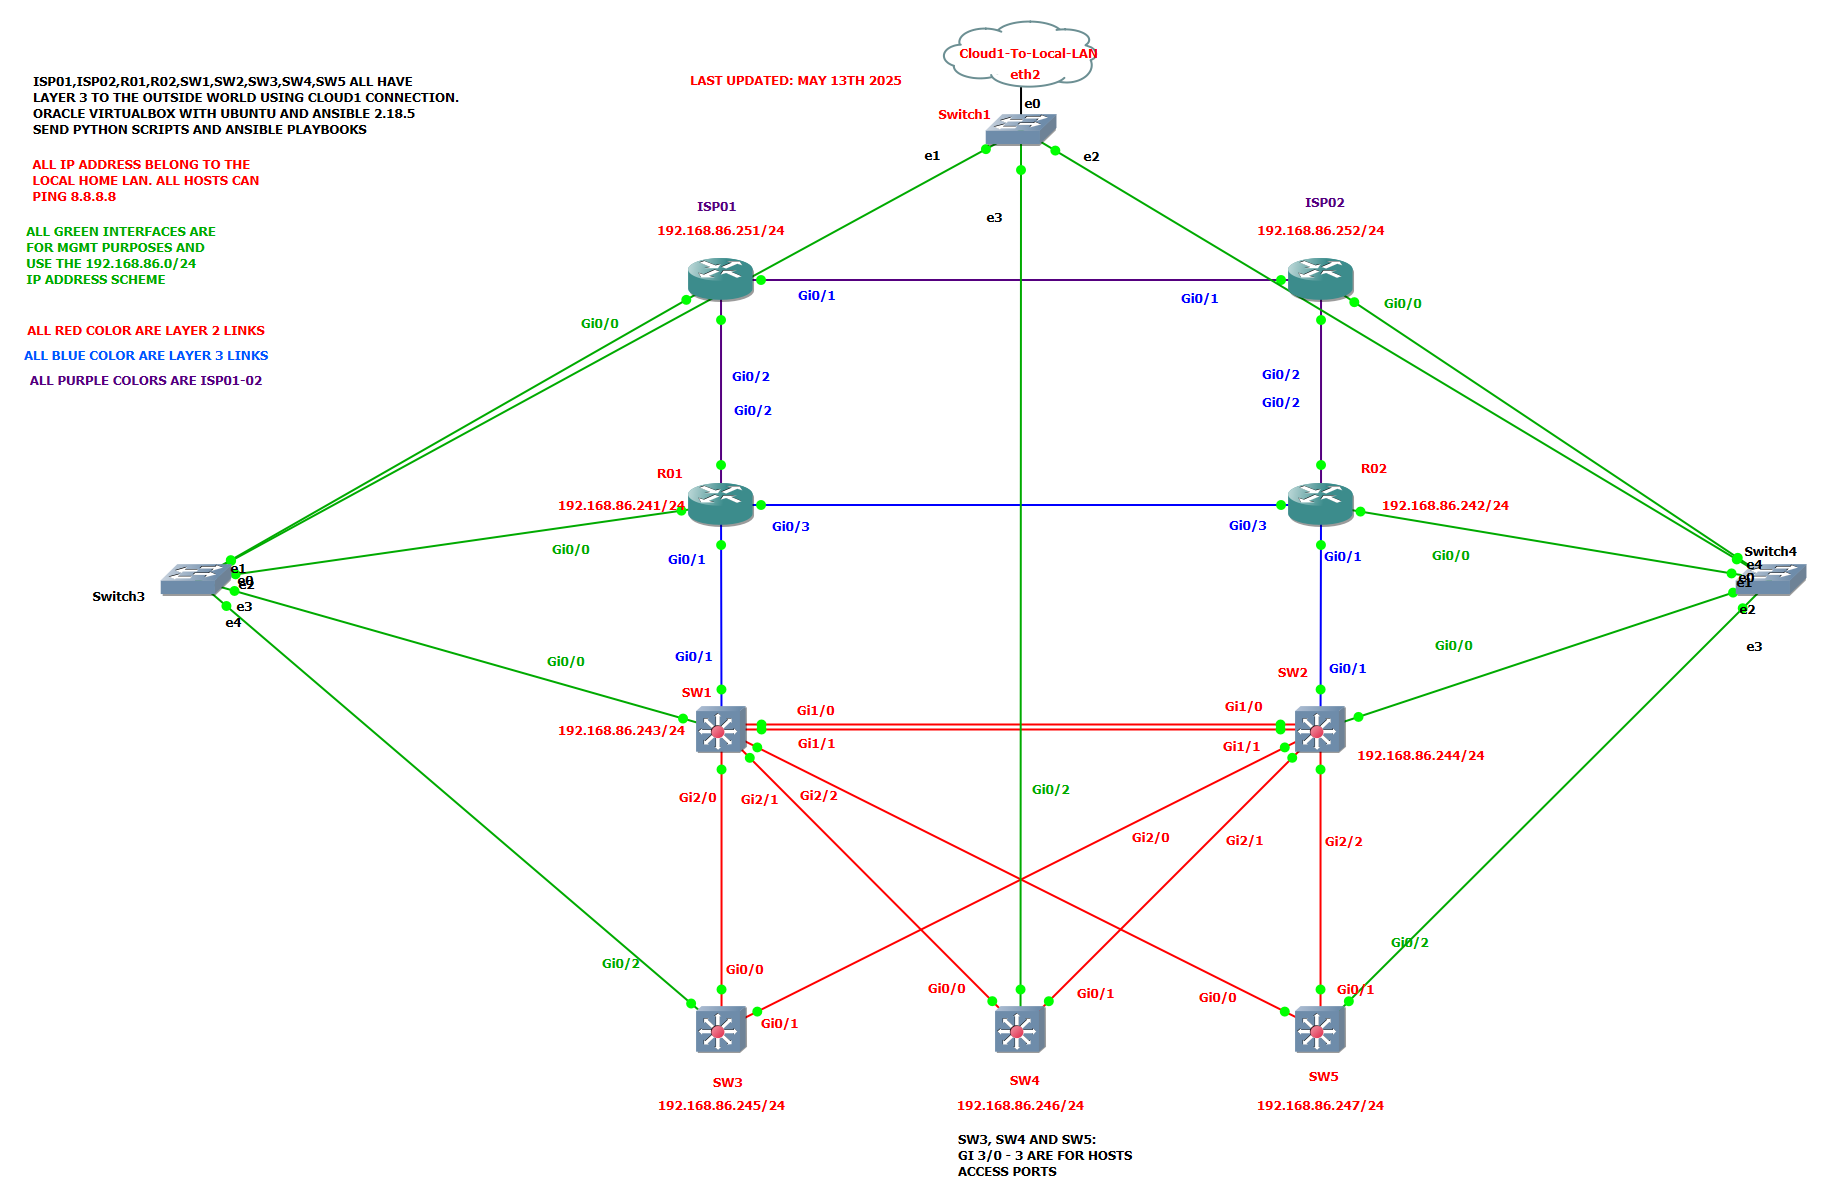 Cloud1-To-Local-LAN
eth2
LAST UPDATED: MAY 13TH 2025
ISP01,ISP02,R01,R02,SW1,SW2,SW3,SW4,SW5 ALL HAVE
LAYER 3 TO THE OUTSIDE WORLD USING CLOUD1 CONNECTION.
ORACLE VIRTUALBOX WITH UBUNTU AND ANSIBLE 2.18.5
SEND PYTHON SCRIPTS AND ANSIBLE PLAYBOOKS
ALL IP ADDRESS BELONG TO THE
LOCAL HOME LAN. ALL HOSTS CAN
PING 8.8.8.8
ALL GREEN INTERFACES ARE
FOR MGMT PURPOSES AND
USE THE 192.168.86.0/24
IP ADDRESS SCHEME
ALL RED COLOR ARE LAYER 2 LINKS
ALL BLUE COLOR ARE LAYER 3 LINKS
ALL PURPLE COLORS ARE ISP01-02
e0
Switch1
e1
e2
e3
ISP01
192.168.86.251/24
ISP02
192.168.86.252/24
Gi0/1
Gi0/1
Gi0/0
Gi0/0
Gi0/2
Gi0/2
Gi0/2
Gi0/2
R01
192.168.86.241/24
R02
192.168.86.242/24
Gi0/3
Gi0/3
Gi0/0
Gi0/1
Gi0/1
Gi0/0
Switch3
e1
e0
e2
e3
e4
Switch4
e4
e0
e1
e2
e3
Gi0/0
Gi0/1
SW1
192.168.86.243/24
Gi0/0
Gi0/1
SW2
192.168.86.244/24
Gi1/0
Gi1/0
Gi1/1
Gi1/1
Gi2/0
Gi2/1
Gi2/2
Gi0/2
Gi2/0
Gi2/1
Gi2/2
Gi0/2
Gi0/0
Gi0/1
Gi0/0
Gi0/1
Gi0/0
Gi0/1
Gi0/2
SW3
192.168.86.245/24
SW4
192.168.86.246/24
SW5
192.168.86.247/24
SW3, SW4 AND SW5:
GI 3/0 - 3 ARE FOR HOSTS
ACCESS PORTS